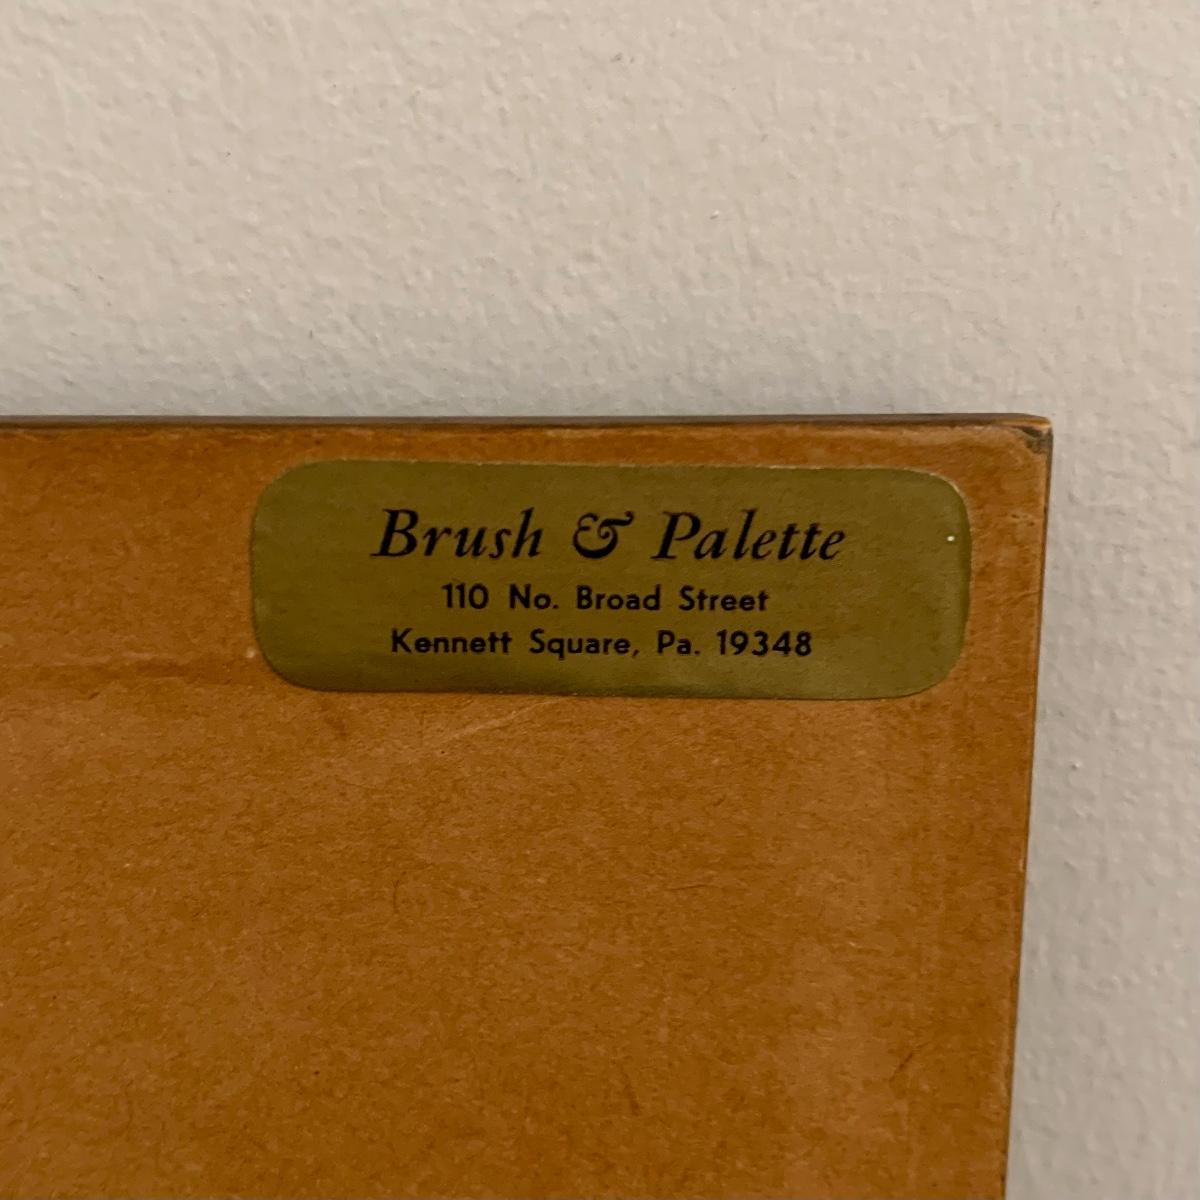 Brush & Palette
110 No. Broad Street
Kennett Square, Pa. 19348